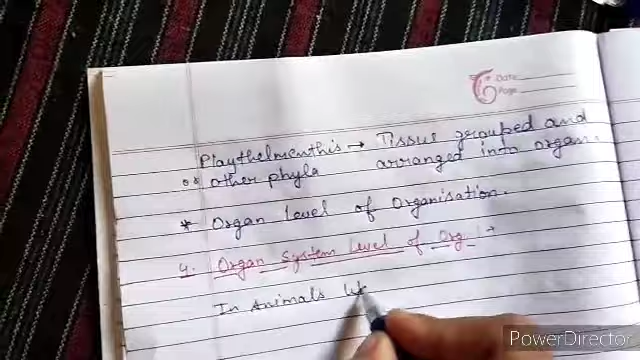 Date
Page
Playthelmenthis → Tissue grouped and
other phyla arranged into organ.
* Organ level of Organisation.
4. Organ System Level of Org. :→
In Animals
PowerDirector